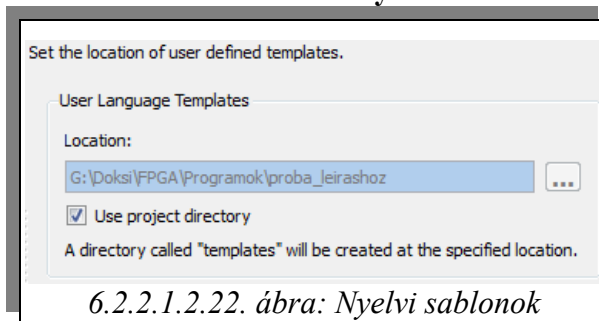 Set the location of user defined templates.
User Language Templates
Location:
G:\Doksi\FPGA\Programok\proba_leirashoz
...
Use project directory
A directory called "templates" will be created at the specified location.
6.2.2.1.2.22. ábra: Nyelvi sablonok